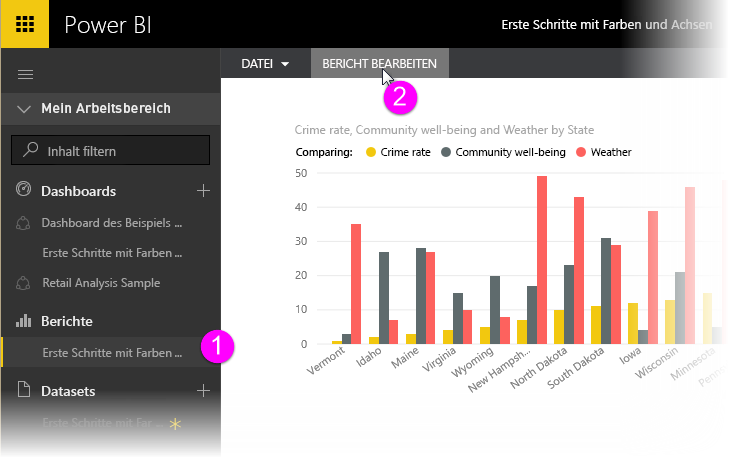 Power BI
Erste Schritte mit Farben und Achsen
DATEI
BERICHT BEARBEITEN
2
Mein Arbeitsbereich
Inhalt filtern
Dashboards
Dashboard des Beispiels ...
Erste Schritte mit Farben ...
Retail Analysis Sample
Berichte
Erste Schritte mit Farben ...
1
Datasets
Erste Schritte mit Far ...
Crime rate, Community well-being and Weather by State
Comparing: Crime rate Community well-being Weather
50
40
30
20
10
0
Vermont
Idaho
Maine
Virginia
Wyoming
New Hampsh...
North Dakota
South Dakota
Iowa
Wisconsin
Minnesota